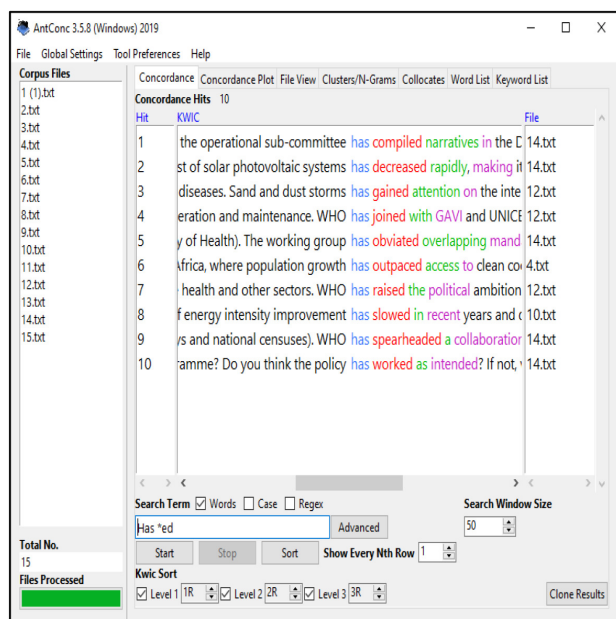 AntConc 3.5.8 (Windows) 2019
File Global Settings Tool Preferences Help
Corpus Files
1 (1).txt
2.txt
3.txt
4.txt
5.txt
6.txt
7.txt
8.txt
9.txt
10.txt
11.txt
12.txt
13.txt
14.txt
15.txt
Total No.
15
Files Processed
Concordance Concordance Plot File View Clusters/N-Grams Collocates Word List Keyword List
Concordance Hits 10
Hit KWIC File
1 the operational sub-committee has compiled narratives in the D 14.txt
2 st of solar photovoltaic systems has decreased rapidly, making it 14.txt
3 diseases. Sand and dust storms has gained attention on the inte 12.txt
4 eration and maintenance. WHO has joined with GAVI and UNICE 12.txt
5 y of Health). The working group has obviated overlapping mand 14.txt
6 Africa, where population growth has outpaced access to clean coo 4.txt
7 health and other sectors. WHO has raised the political ambition 12.txt
8 f energy intensity improvement has slowed in recent years and 10.txt
9 s and national censuses). WHO has spearheaded a collaboration 14.txt
10 ramme? Do you think the policy has worked as intended? If not, 14.txt
Search Term Words Case Regex Search Window Size
Has *ed Advanced 50
Start Stop Sort Show Every Nth Row 1
Kwic Sort
Level 1 1R Level 2 2R Level 3 3R Clone Results